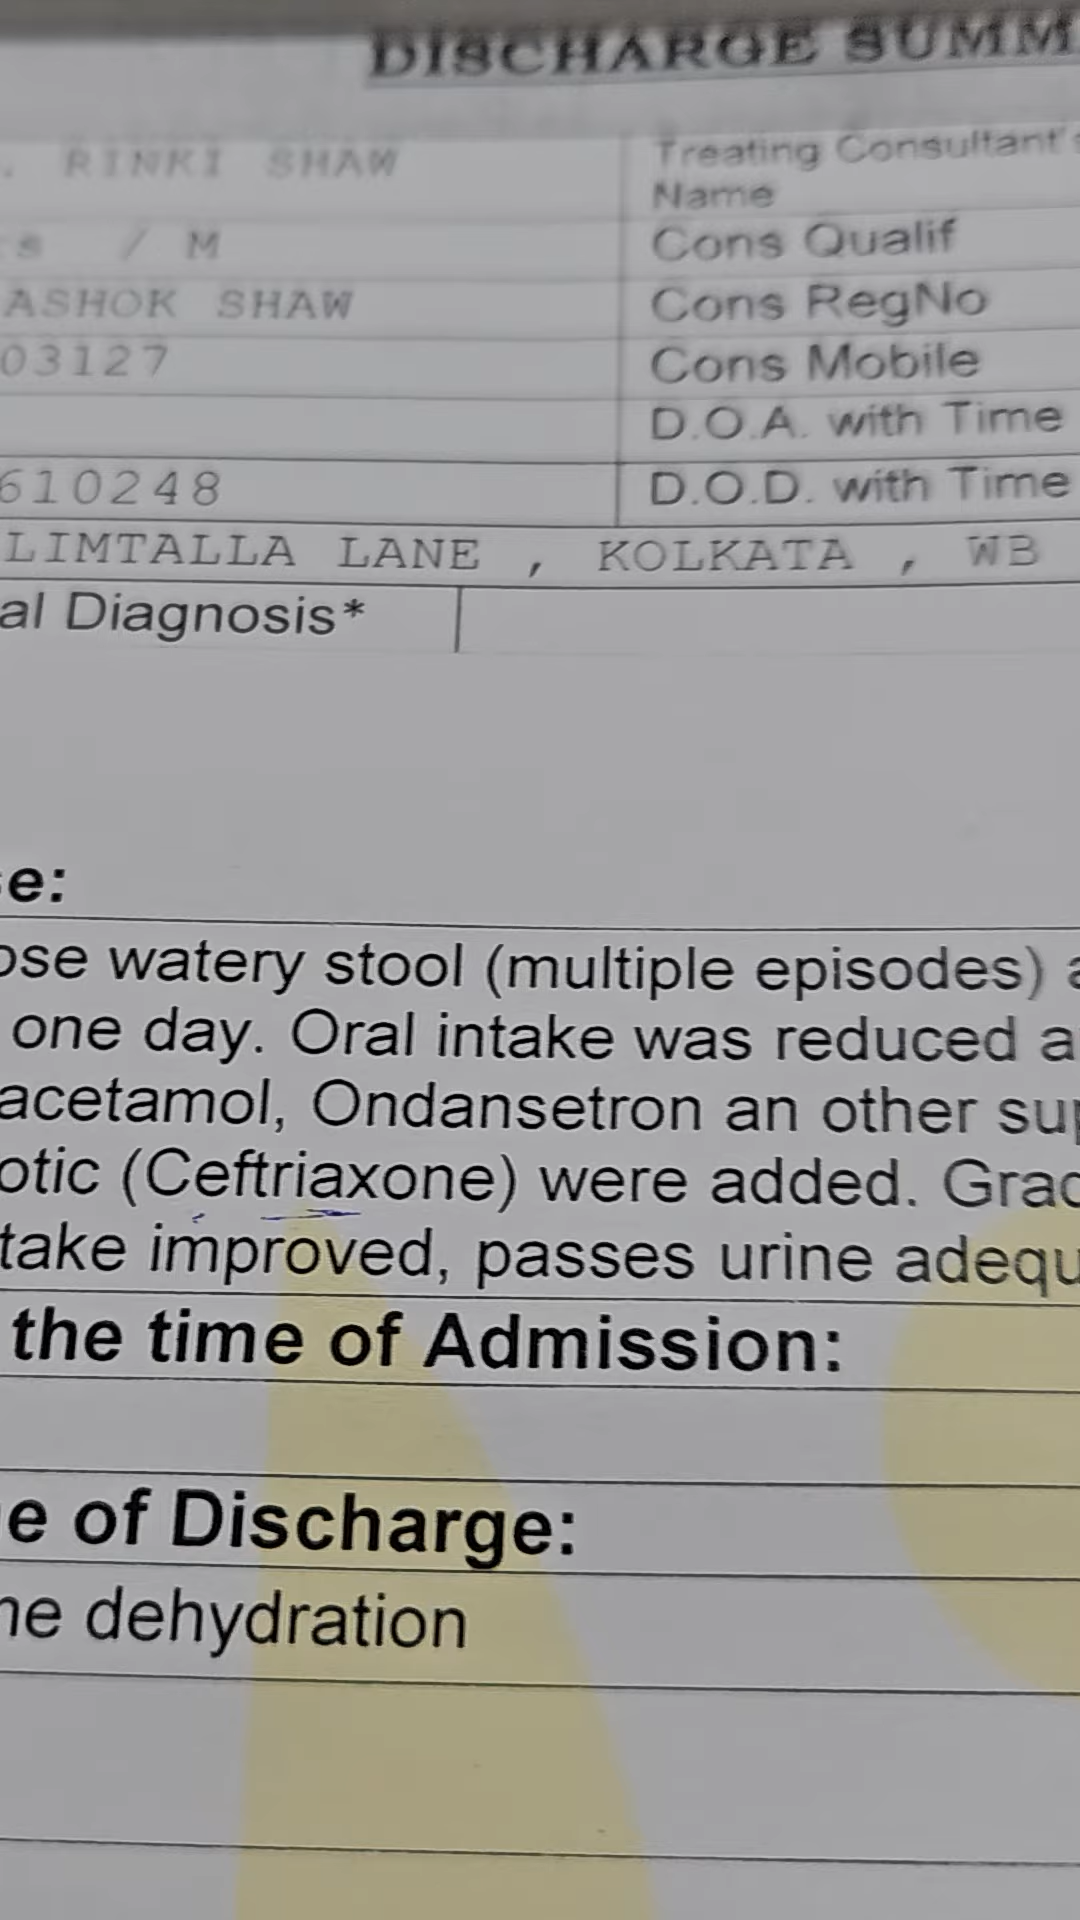 DISCHARGE SUMM
. RINKI SHAW
Treating Consultant's
Name
s / M
Cons Qualif
ASHOK SHAW
Cons RegNo
03127
Cons Mobile
D.O.A. with Time
610248
D.O.D. with Time
LIMTALLA LANE , KOLKATA , WB
al Diagnosis*
se:
ose watery stool (multiple episodes) a
one day. Oral intake was reduced a
acetamol, Ondansetron an other sup
otic (Ceftriaxone) were added. Grad
take improved, passes urine adequ
the time of Admission:
e of Discharge:
me dehydration